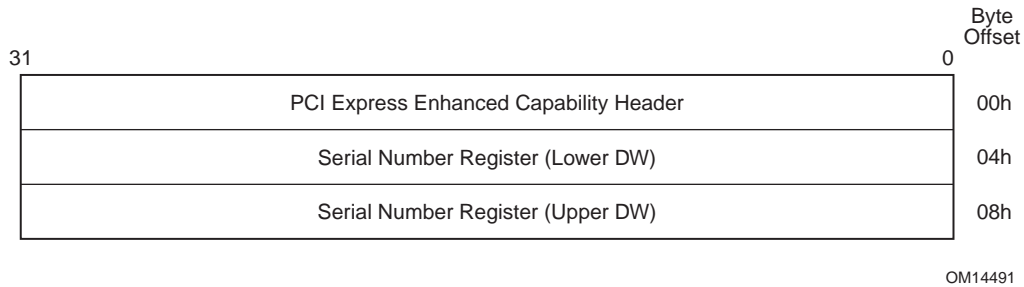 Byte
Offset
31 0
PCI Express Enhanced Capability Header 00h
Serial Number Register (Lower DW) 04h
Serial Number Register (Upper DW) 08h
OM14491